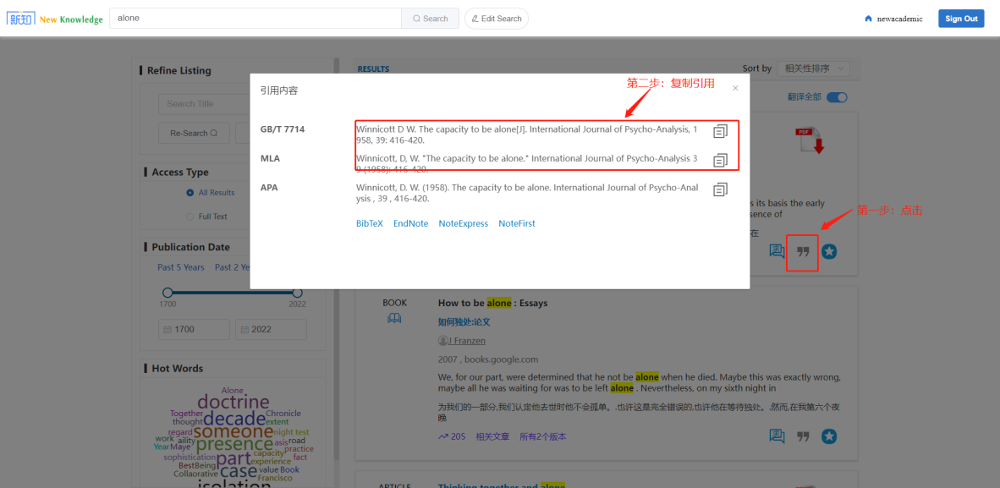 新知 New Knowledge
alone
Search
Edit Search
newacademic
Sign Out
Refine Listing
RESULTS
Sort by 相关性排序
Search Title
翻译全部
Re-Search
第二步：复制引用
引用内容
×
GB/T 7714
Winnicott D W. The capacity to be alone[J]. International Journal of Psycho-Analysis, 1
958, 39: 416-420.
MLA
Winnicott, D, W. "The capacity to be alone." International Journal of Psycho-Analysis 3
9 (1958): 416-420.
APA
Winnicott, D. W. (1958). The capacity to be alone. International Journal of Psycho-Anal
ysis , 39 , 416-420.
BibTeX EndNote NoteExpress NoteFirst
PDF
Access Type
All Results
Full Text
s its basis the early
sence of
在
第一步：点击
Publication Date
Past 5 Years Past 2 Ye
1700 2022
1700 2022
BOOK
How to be alone : Essays
如何独处:论文
J Franzen
2007 , books.google.com
We, for our part, were determined that he not be alone when he died. Maybe this was exactly wrong,
maybe all he was waiting for was to be left alone . Nevertheless, on my sixth night in
为我们的一部分,我们认定他去世时他不会孤单。.也许这是完全错误的,也许他在等待独处。.然而,在我第六个夜
晚
205 相关文章 所有2个版本
Hot Words
Alone
doctrine
Together Chronicle
thought decade extent
regard someone night test
work ality presence asis road
Year Maye practice
sophistication part capacity fact
BestBeing experience
Collaorative case value Book
Francisco
isolation
ARTICLE
Thinking together and alone